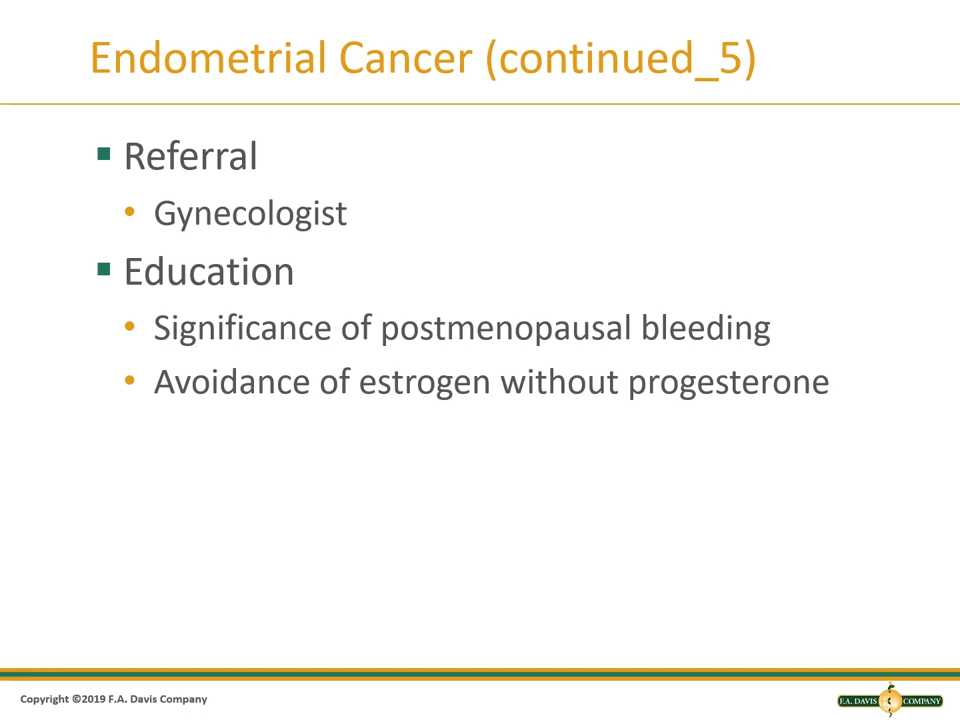 Endometrial Cancer (continued_5)
▪ Referral
• Gynecologist
▪ Education
• Significance of postmenopausal bleeding
• Avoidance of estrogen without progesterone
Copyright ©2019 F.A. Davis Company
F.A. DAVIS COMPANY